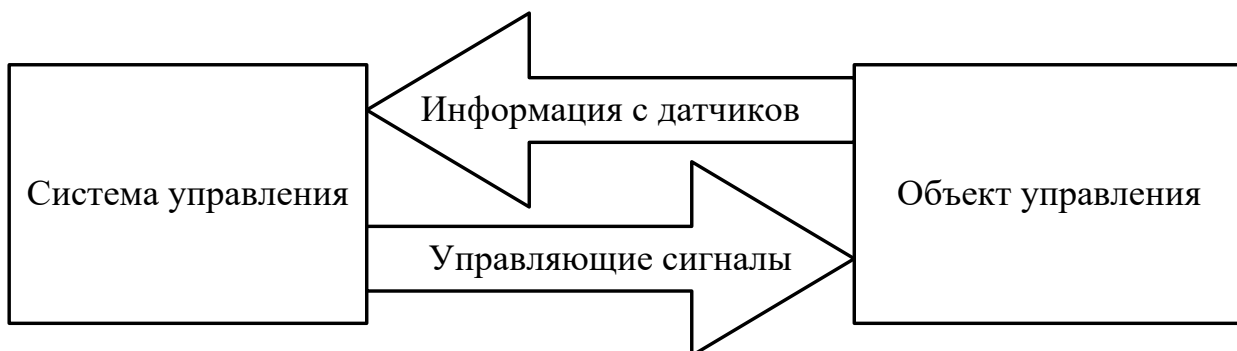 Информация с датчиков
Система управления
Объект управления
Управляющие сигналы